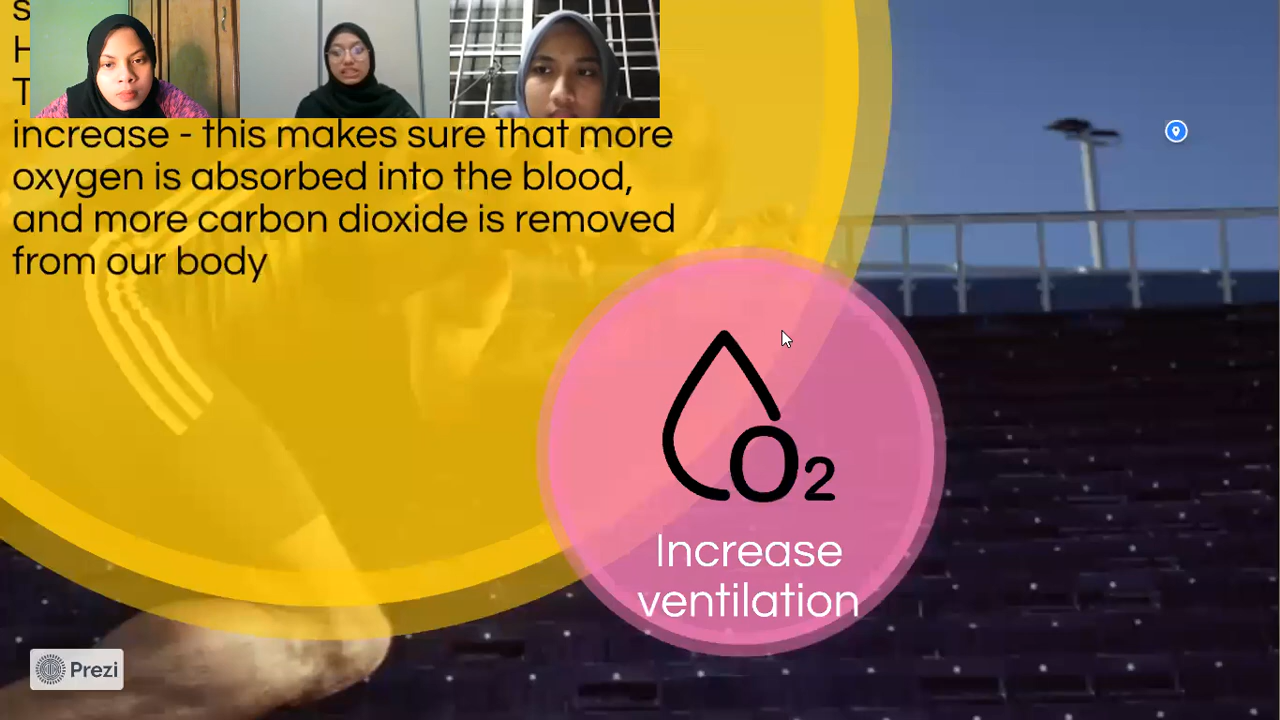 increase - this makes sure that more
oxygen is absorbed into the blood,
and more carbon dioxide is removed
from our body
O2
Increase
ventilation
Prezi